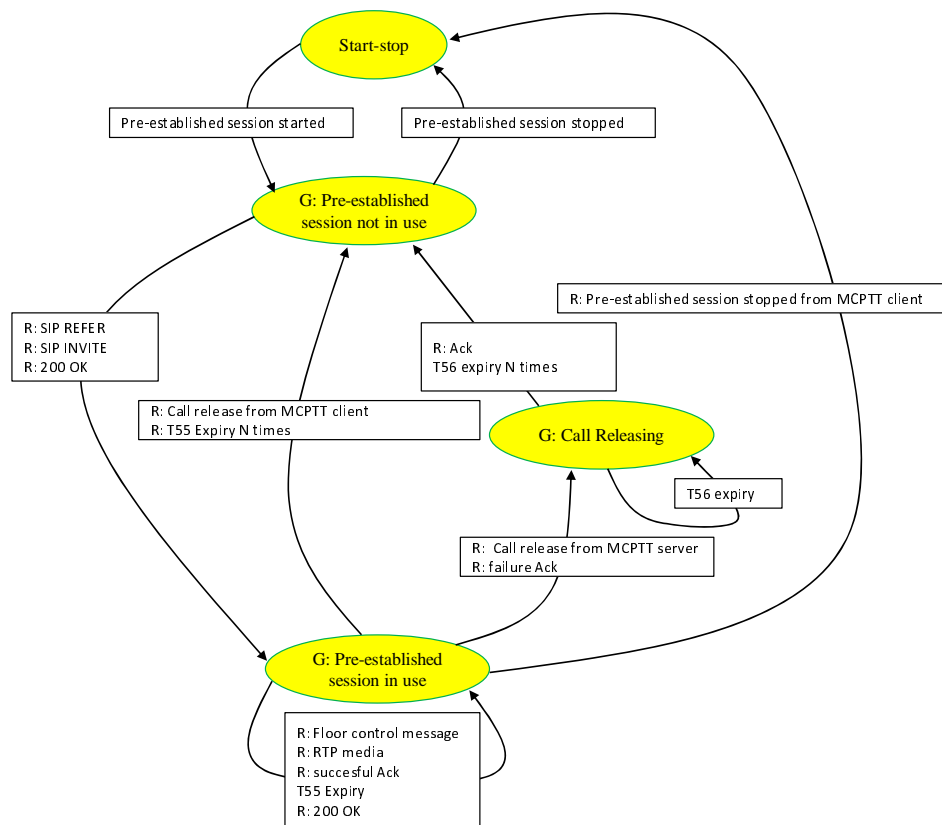 Start-stop
Pre-established session started
Pre-established session stopped
G: Pre-established
session not in use
R: Pre-established session stopped from MCPTT client
R: SIP REFER
R: SIP INVITE
R: 200 OK
R: Ack
T56 expiry N times
R: Call release from MCPTT client
R: T55 Expiry N times
G: Call Releasing
T56 expiry
R: Call release from MCPTT server
R: failure Ack
G: Pre-established
session in use
R: Floor control message
R: RTP media
R: succesful Ack
T55 Expiry
R: 200 OK